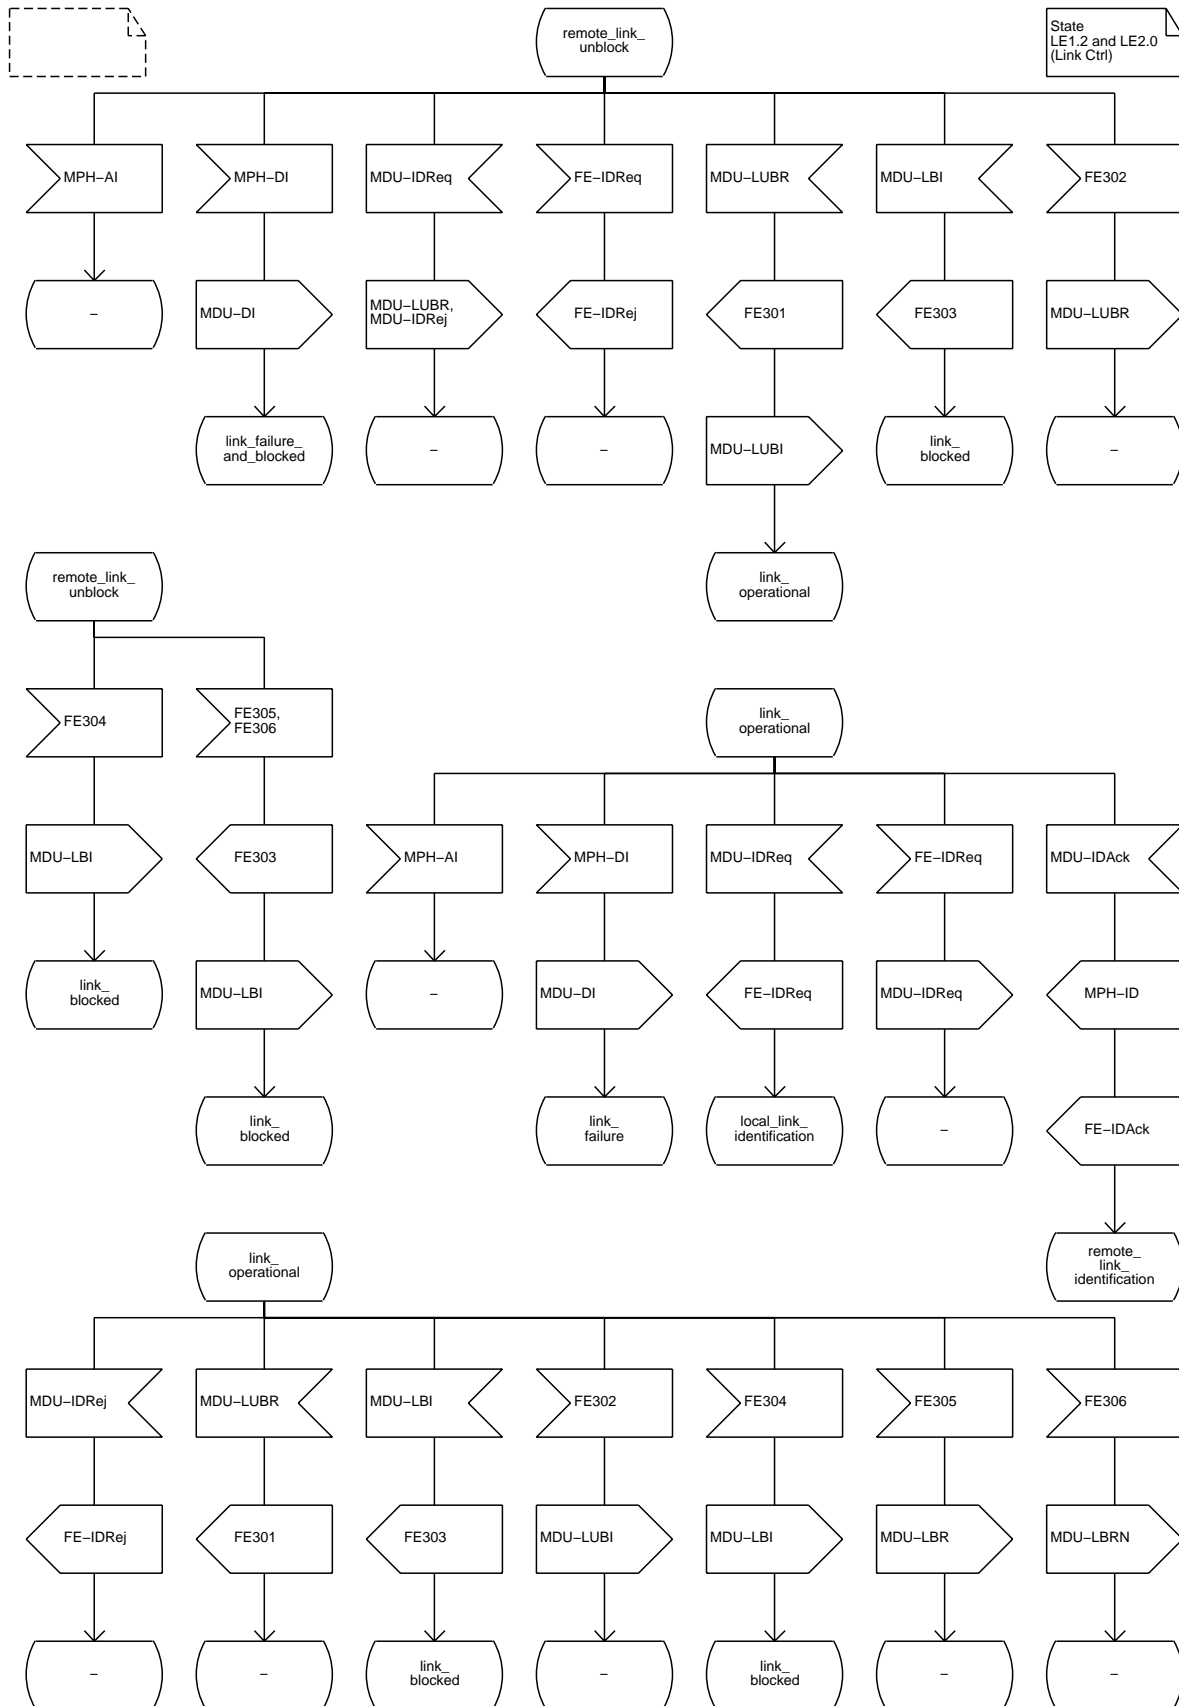 remote_link_
unblock
State
LE1.2 and LE2.0
(Link Ctrl)
MPH–AI
MPH–DI
MDU–IDReq
FE–IDReq
MDU–LUBR
MDU–LBI
FE302
–
MDU–DI
MDU–LUBR,
MDU–IDRej
FE–IDRej
FE301
FE303
MDU–LUBR
link_failure_
and_blocked
–
–
MDU–LUBI
link_
blocked
–
remote_link_
unblock
link_
operational
FE304
FE305,
FE306
link_
operational
MDU–LBI
FE303
MPH–AI
MPH–DI
MDU–IDReq
FE–IDReq
MDU–IDAck
link_
blocked
MDU–LBI
–
MDU–DI
FE–IDReq
MDU–IDReq
MPH–ID
link_
blocked
link_
failure
local_link_
identification
–
FE–IDAck
link_
operational
remote_
link_
identification
MDU–IDRej
MDU–LUBR
MDU–LBI
FE302
FE304
FE305
FE306
FE–IDRej
FE301
FE303
MDU–LUBI
MDU–LBI
MDU–LBR
MDU–LBRN
–
–
link_
blocked
–
link_
blocked
–
–